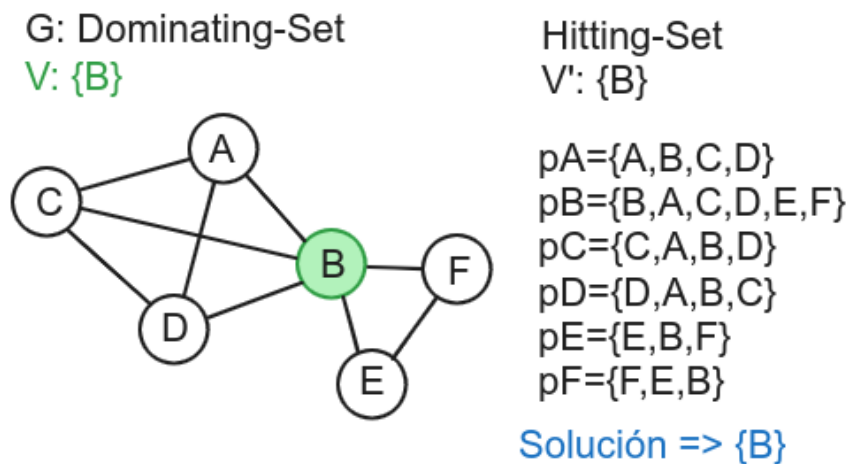 G: Dominating-Set
V: {B}
A
C
B
F
D
E
Hitting-Set
V': {B}
pA={A,B,C,D}
pB={B,A,C,D,E,F}
pC={C,A,B,D}
pD={D,A,B,C}
pE={E,B,F}
pF={F,E,B}
Solución => {B}